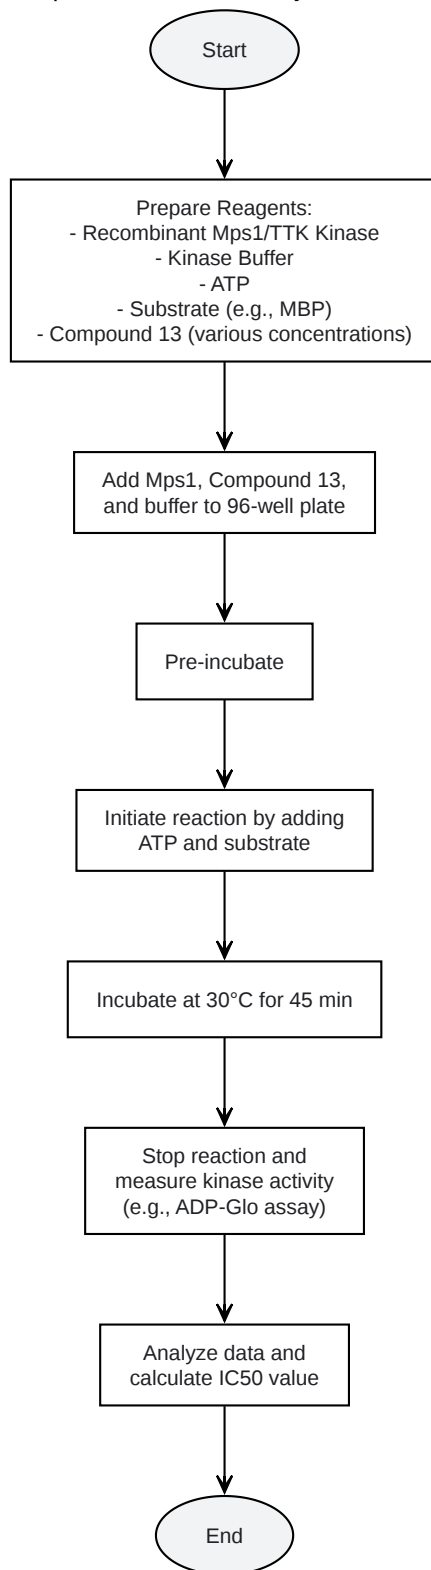 Start
Prepare Reagents:
- Recombinant Mps1/TTK Kinase
- Kinase Buffer
- ATP
- Substrate (e.g., MBP)
- Compound 13 (various concentrations)
Add Mps1, Compound 13,
and buffer to 96-well plate
Pre-incubate
Initiate reaction by adding
ATP and substrate
Incubate at 30°C for 45 min
Stop reaction and
measure kinase activity
(e.g., ADP-Glo assay)
Analyze data and
calculate IC50 value
End